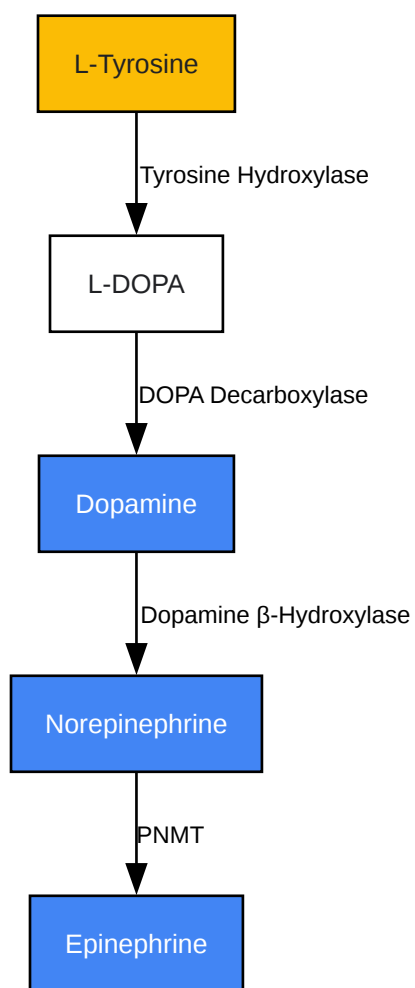 L-Tyrosine
Tyrosine Hydroxylase
L-DOPA
DOPA Decarboxylase
Dopamine
Dopamine β-Hydroxylase
Norepinephrine
PNMT
Epinephrine